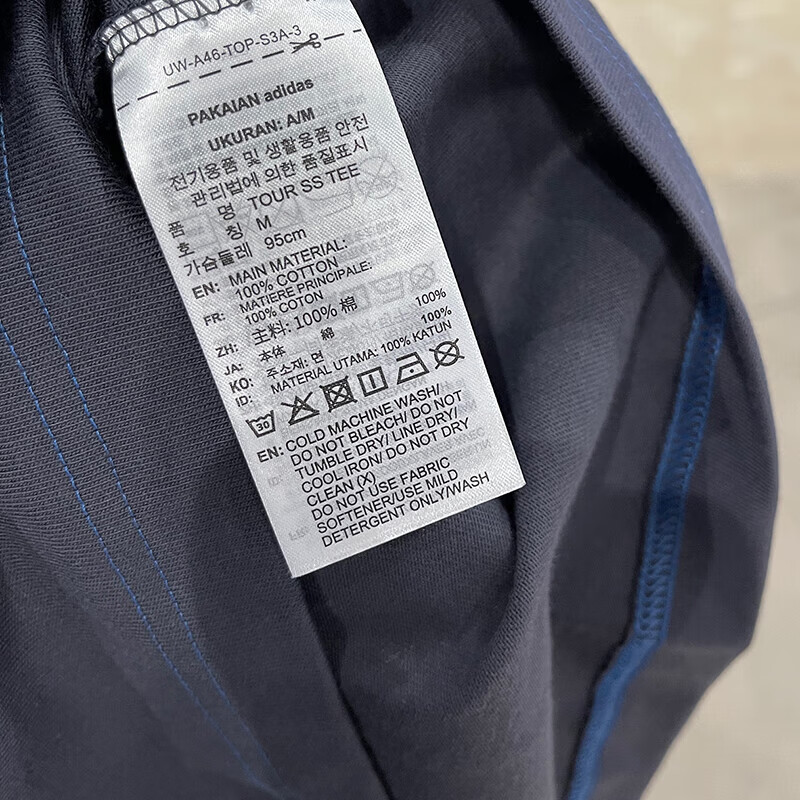 UW-A46-TOP-S3A-3
PAKAIAN adidas
UKURAN: A/M
전기용품 및 생활용품 안전
관리법에 의한 품질표시
품 명 TOUR SS TEE
호 칭 M
가슴둘레 95cm
EN: MAIN MATERIAL:
100% COTTON
FR: MATIERE PRINCIPALE:
100% COTON
ZH: 主料: 100% 棉
JA: 本体 綿 100%
KO: 주소재: 면 100%
ID: MATERIAL UTAMA: 100% KATUN
30
EN: COLD MACHINE WASH/
DO NOT BLEACH/ DO NOT
TUMBLE DRY/ LINE DRY/
COOL IRON/ DO NOT DRY
CLEAN (X)
DO NOT USE FABRIC
SOFTENER/USE MILD
DETERGENT ONLY/WASH